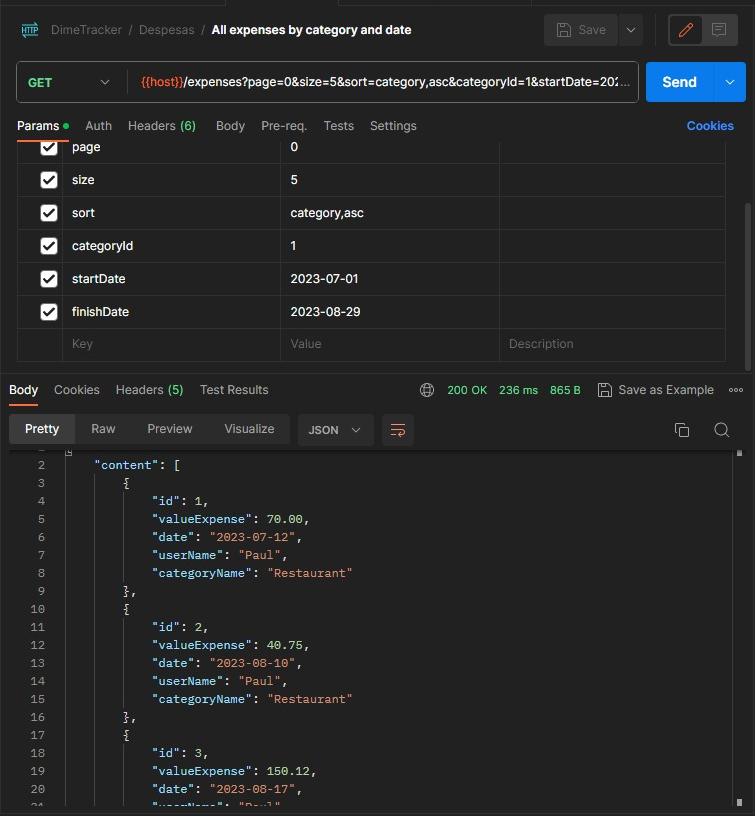 HTTP DimeTracker / Despesas / All expenses by category and date Save
GET {{host}}/expenses?page=0&size=5&sort=category,asc&categoryId=1&startDate=202... Send
Params Auth Headers (6) Body Pre-req. Tests Settings Cookies
page 0
size 5
sort category,asc
categoryId 1
startDate 2023-07-01
finishDate 2023-08-29
Key Value Description
Body Cookies Headers (5) Test Results 200 OK 236 ms 865 B Save as Example
Pretty Raw Preview Visualize JSON
2 "content": [
3 {
4 "id": 1,
5 "valueExpense": 70.00,
6 "date": "2023-07-12",
7 "userName": "Paul",
8 "categoryName": "Restaurant"
9 },
10 {
11 "id": 2,
12 "valueExpense": 40.75,
13 "date": "2023-08-10",
14 "userName": "Paul",
15 "categoryName": "Restaurant"
16 },
17 {
18 "id": 3,
19 "valueExpense": 150.12,
20 "date": "2023-08-17",
21 "userName": "Paul"